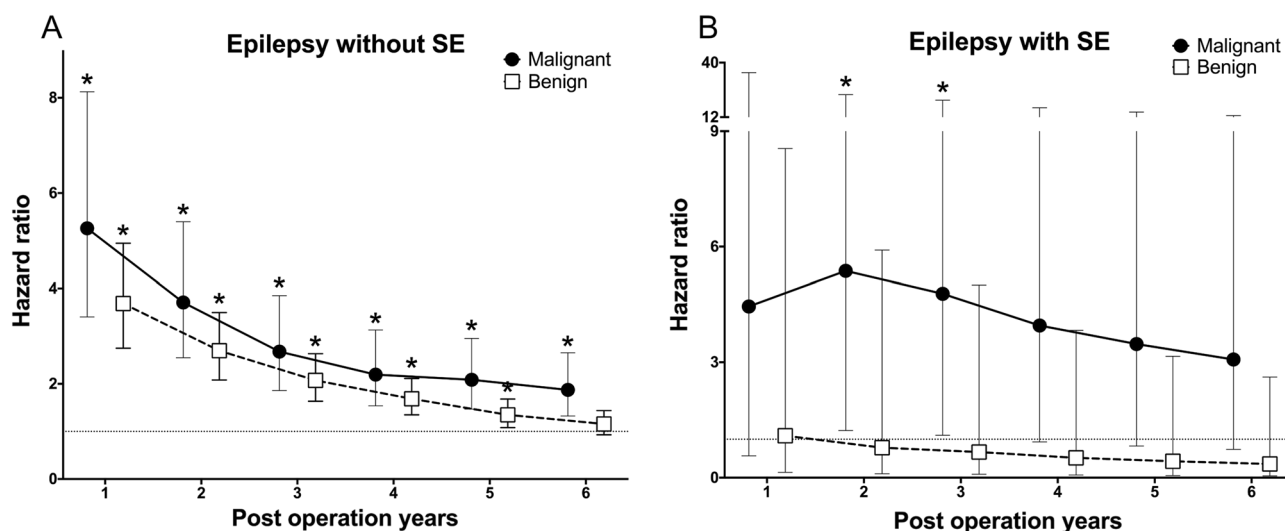 A
Epilepsy without SE
Malignant
Benign
Hazard ratio
8
6
4
2
0
* * * * * * * * * * *
1 2 3 4 5 6
Post operation years
B
Epilepsy with SE
Malignant
Benign
Hazard ratio
40
12
9
6
3
0
* *
1 2 3 4 5 6
Post operation years